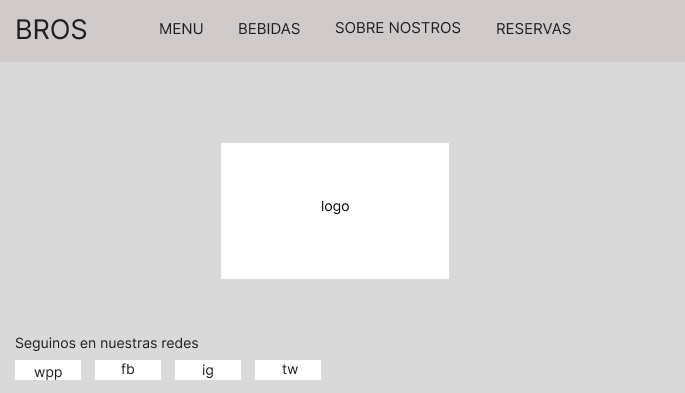 BROS MENU BEBIDAS SOBRE NOSTROS RESERVAS
logo
Seguinos en nuestras redes
wpp fb ig tw